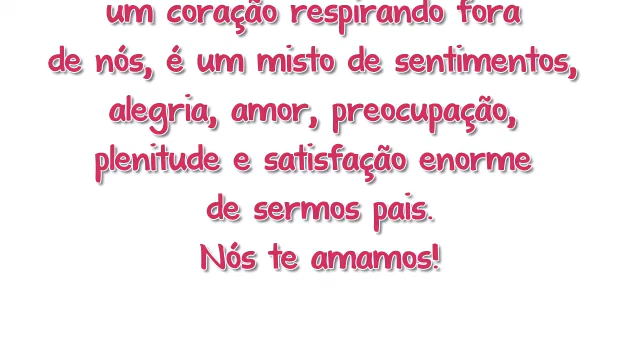 um coração respirando fora
de nós, é um misto de sentimentos,
alegria, amor, preocupação,
plenitude e satisfação enorme
de sermos pais.
Nós te amamos!